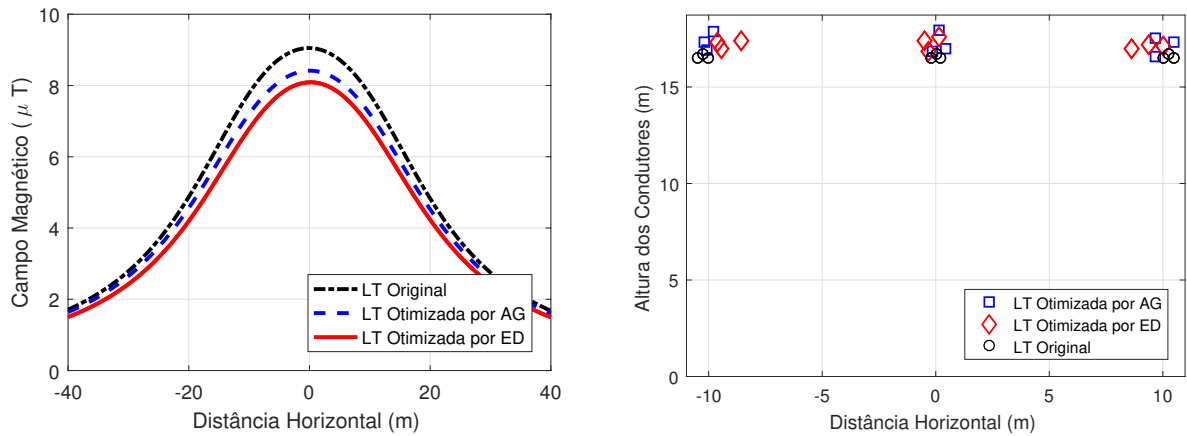 10
8
6
4
2
0
-40
-20
0
20
40
Campo Magnético ( μ T)
Distância Horizontal (m)
LT Original
LT Otimizada por AG
LT Otimizada por ED
15
10
5
0
-10
-5
0
5
10
Altura dos Condutores (m)
Distância Horizontal (m)
LT Otimizada por AG
LT Otimizada por ED
LT Original